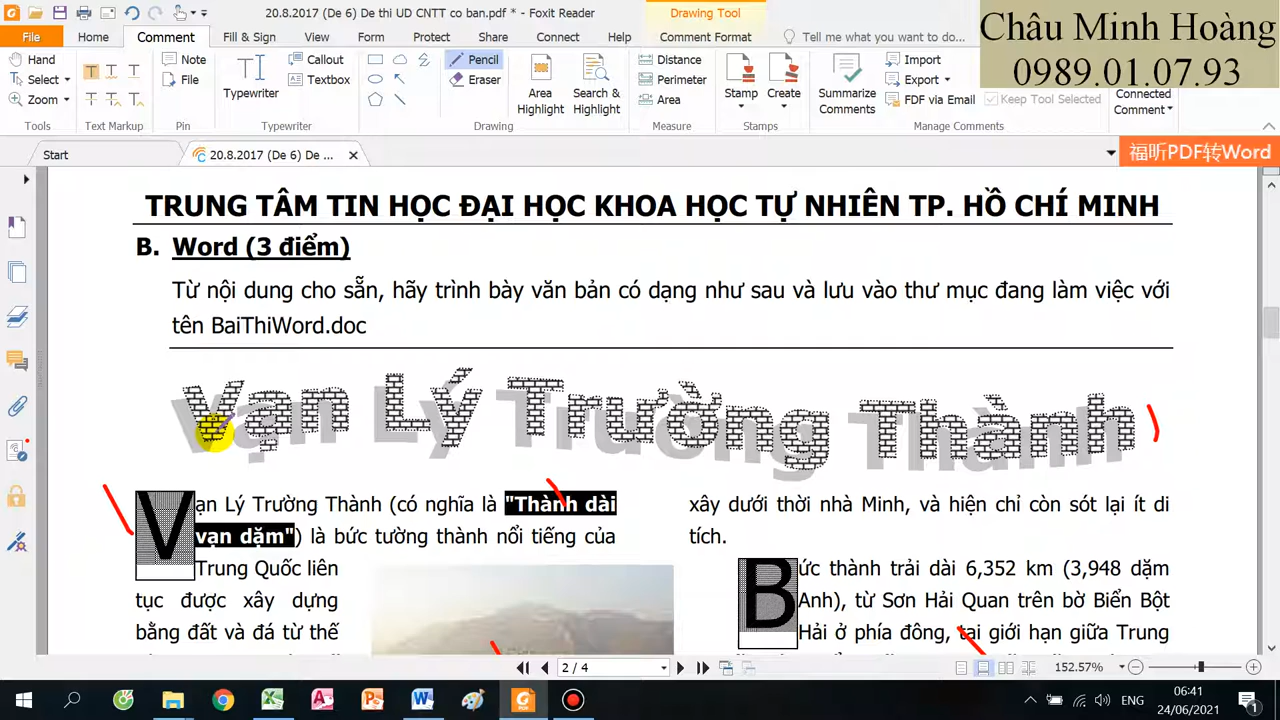 20.8.2017 (De 6) De thi UD CNTT co ban.pdf * - Foxit Reader
Drawing Tool
Châu Minh Hoàng
0989.01.07.93
File Home Comment Fill & Sign View Form Protect Share Connect Help Comment Format Tell me what you want to do...
Hand
Select
Zoom
Tools
Text Markup
Note
File
Pin
Typewriter
Callout
Textbox
Typewriter
Pencil
Eraser
Area Highlight
Search & Highlight
Drawing
Distance
Perimeter
Area
Measure
Stamp
Create
Stamps
Summarize Comments
Import
Export
FDF via Email
Keep Tool Selected
Manage Comments
Connected Comment
Start
20.8.2017 (De 6) De ...
福昕PDF转Word
TRUNG TÂM TIN HỌC ĐẠI HỌC KHOA HỌC TỰ NHIÊN TP. HỒ CHÍ MINH
B. Word (3 điểm)
Từ nội dung cho sẵn, hãy trình bày văn bản có dạng như sau và lưu vào thư mục đang làm việc với
tên BaiThiWord.doc
Vạn Lý Trường Thành
Vạn Lý Trường Thành (có nghĩa là "Thành dài
vạn dặm") là bức tường thành nổi tiếng của
Trung Quốc liên
tục được xây dựng
bằng đất và đá từ thế
xây dưới thời nhà Minh, và hiện chỉ còn sót lại ít di
tích.
Bức thành trải dài 6,352 km (3,948 dặm
Anh), từ Sơn Hải Quan trên bờ Biển Bột
Hải ở phía đông, tại giới hạn giữa Trung
2 / 4
152.57%
ENG
06:41
24/06/2021
1